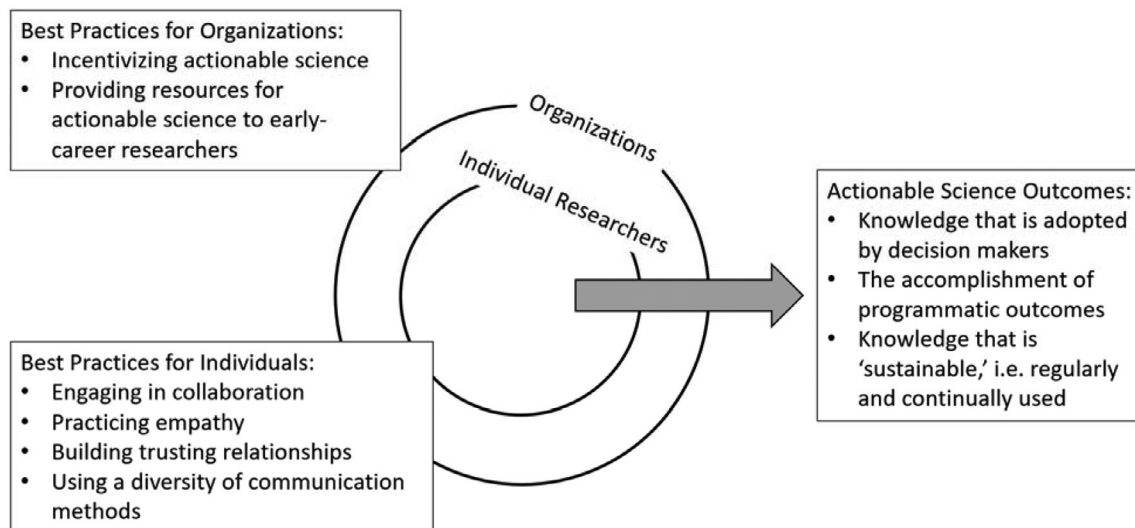 Best Practices for Organizations:
• Incentivizing actionable science
• Providing resources for
actionable science to early-
career researchers
Organizations
Individual Researchers
Actionable Science Outcomes:
• Knowledge that is adopted
by decision makers
• The accomplishment of
programmatic outcomes
• Knowledge that is
‘sustainable,’ i.e. regularly
and continually used
Best Practices for Individuals:
• Engaging in collaboration
• Practicing empathy
• Building trusting relationships
• Using a diversity of communication
methods